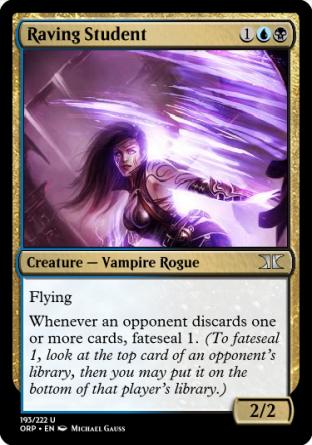 Raving Student 1
Creature — Vampire Rogue
Flying
Whenever an opponent discards one
or more cards, fateseal 1. (To fateseal
1, look at the top card of an opponent's
library, then you may put it on the
bottom of that player's library.)
2/2
193/222 U
ORP • EN Michael Gauss